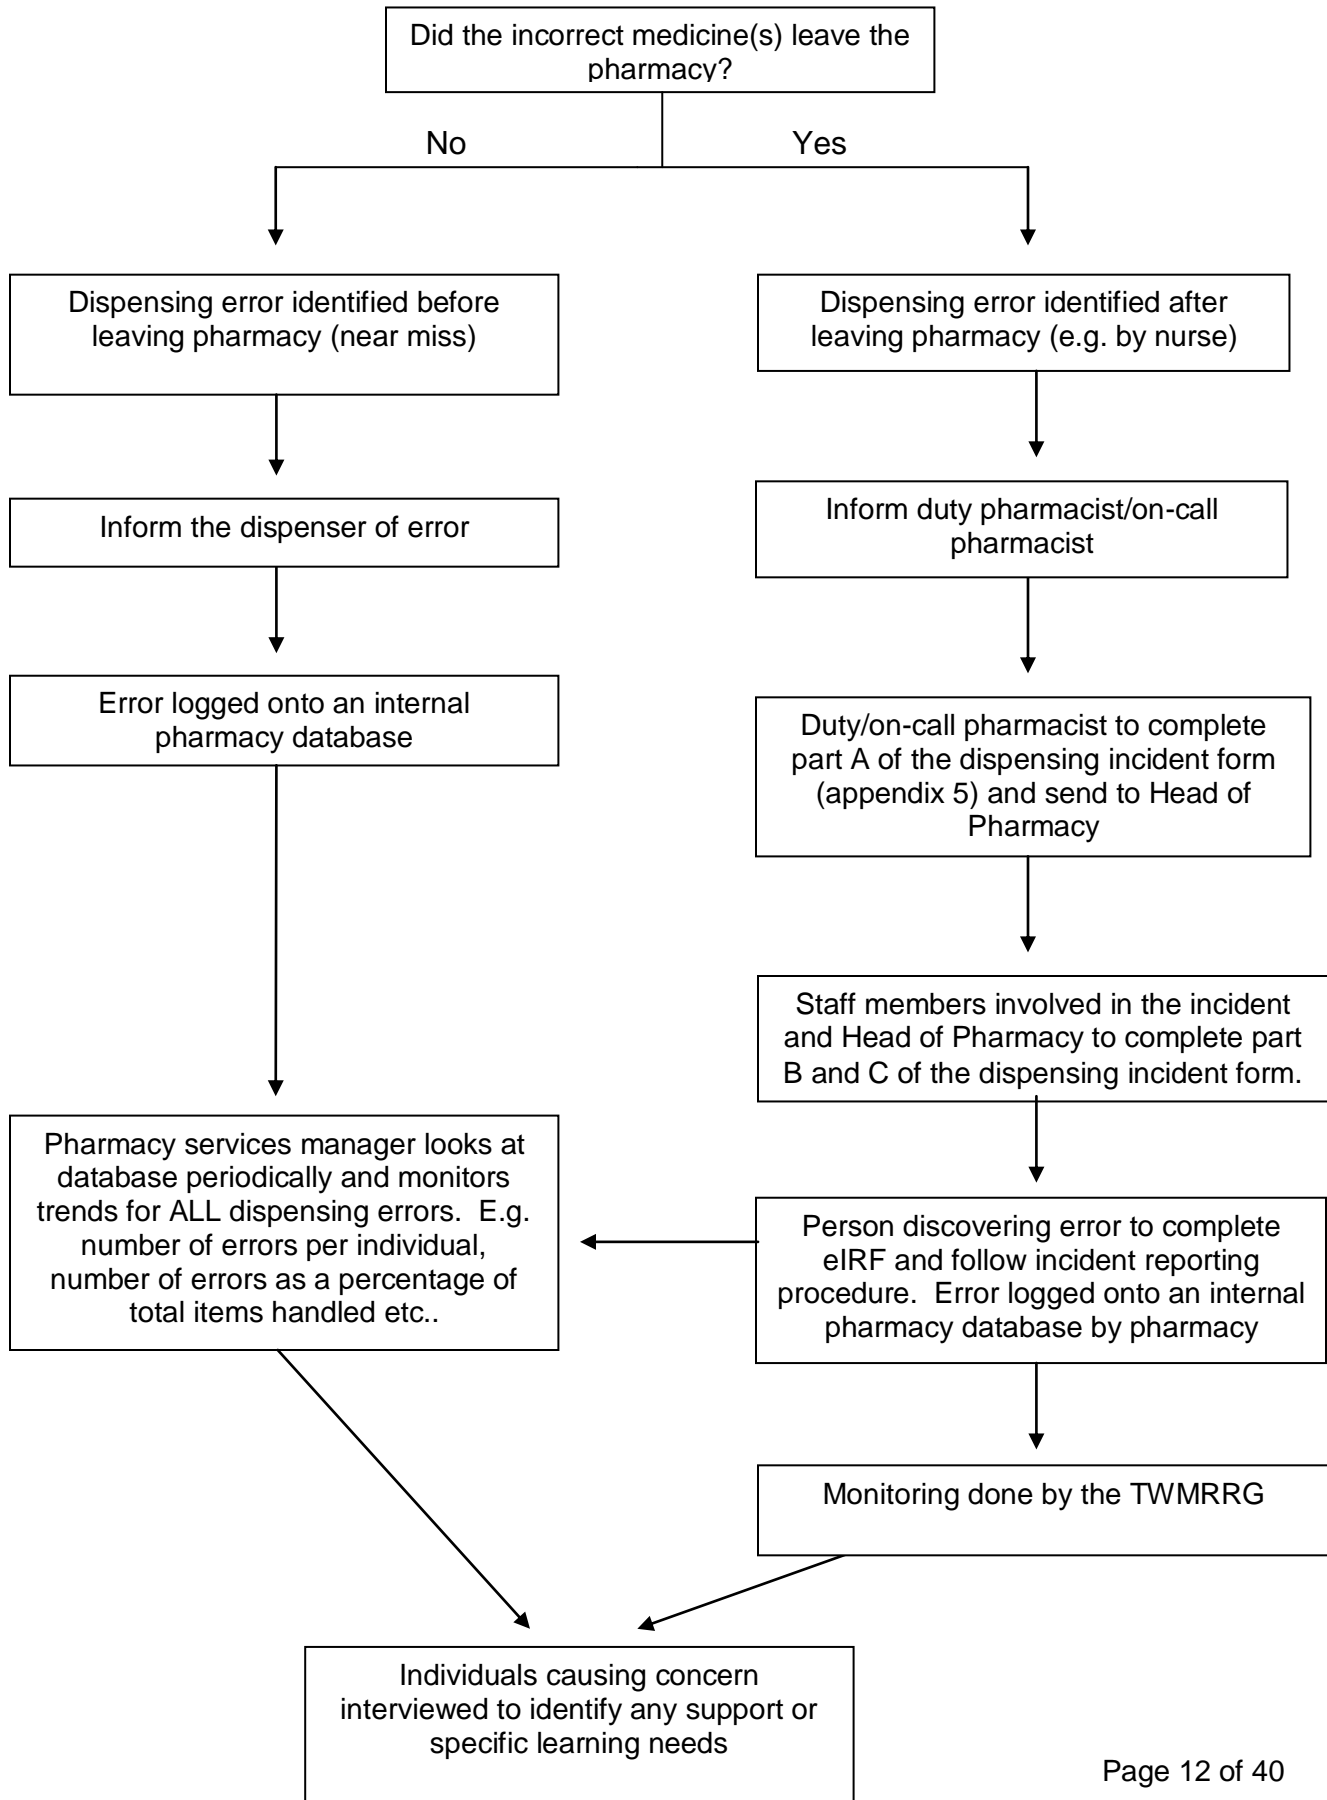 Did the incorrect medicine(s) leave the
pharmacy?
No
Yes
Dispensing error identified before
leaving pharmacy (near miss)
Dispensing error identified after
leaving pharmacy (e.g. by nurse)
Inform the dispenser of error
Inform duty pharmacist/on-call
pharmacist
Error logged onto an internal
pharmacy database
Duty/on-call pharmacist to complete
part A of the dispensing incident form
(appendix 5) and send to Head of
Pharmacy
Staff members involved in the incident
and Head of Pharmacy to complete part
B and C of the dispensing incident form.
Pharmacy services manager looks at
database periodically and monitors
trends for ALL dispensing errors.  E.g.
number of errors per individual,
number of errors as a percentage of
total items handled etc..
Person discovering error to complete
eIRF and follow incident reporting
procedure.  Error logged onto an internal
pharmacy database by pharmacy
Monitoring done by the TWMRRG
Individuals causing concern
interviewed to identify any support or
specific learning needs
Page 12 of 40